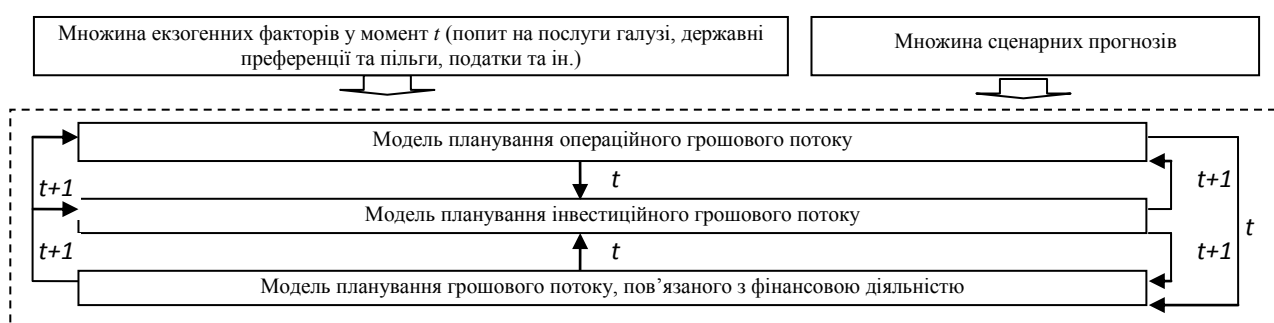 Множина екзогенних факторів у момент t (попит на послуги галузі, державні
преференції та пільги, податки та ін.)
Множина сценарних прогнозів
Модель планування операційного грошового потоку
t+1
t
t+1
Модель планування інвестиційного грошового потоку
t
t+1
t
t+1
Модель планування грошового потоку, пов’язаного з фінансовою діяльністю